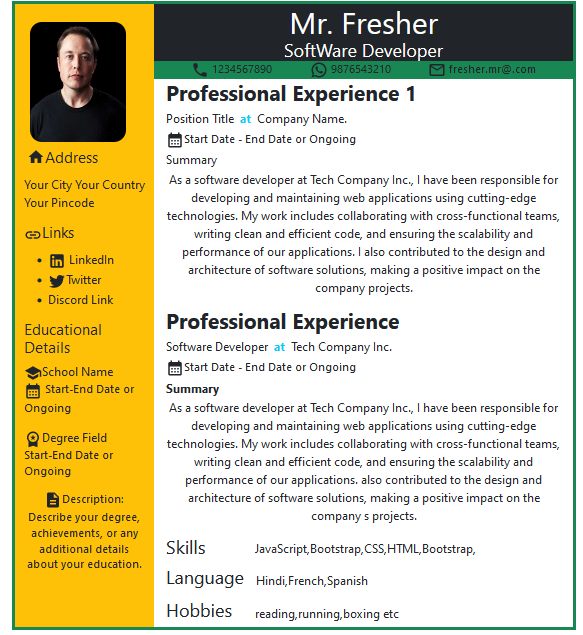 Mr. Fresher
SoftWare Developer
1234567890 9876543210 fresher.mr@.com
Address
Your City Your Country
Your Pincode
Links
LinkedIn
Twitter
Discord Link
Educational
Details
School Name
Start-End Date or
Ongoing
Degree Field
Start-End Date or
Ongoing
Description:
Describe your degree,
achievements, or any
additional details
about your education.
Professional Experience 1
Position Title at Company Name.
Start Date - End Date or Ongoing
Summary
As a software developer at Tech Company Inc., I have been responsible for
developing and maintaining web applications using cutting-edge
technologies. My work includes collaborating with cross-functional teams,
writing clean and efficient code, and ensuring the scalability and
performance of our applications. I also contributed to the design and
architecture of software solutions, making a positive impact on the
company projects.
Professional Experience
Software Developer at Tech Company Inc.
Start Date - End Date or Ongoing
Summary
As a software developer at Tech Company Inc., I have been responsible for
developing and maintaining web applications using cutting-edge
technologies. My work includes collaborating with cross-functional teams,
writing clean and efficient code, and ensuring the scalability and
performance of our applications. also contributed to the design and
architecture of software solutions, making a positive impact on the
company s projects.
Skills JavaScript,Bootstrap,CSS,HTML,Bootstrap,
Language Hindi,French,Spanish
Hobbies reading,running,boxing etc